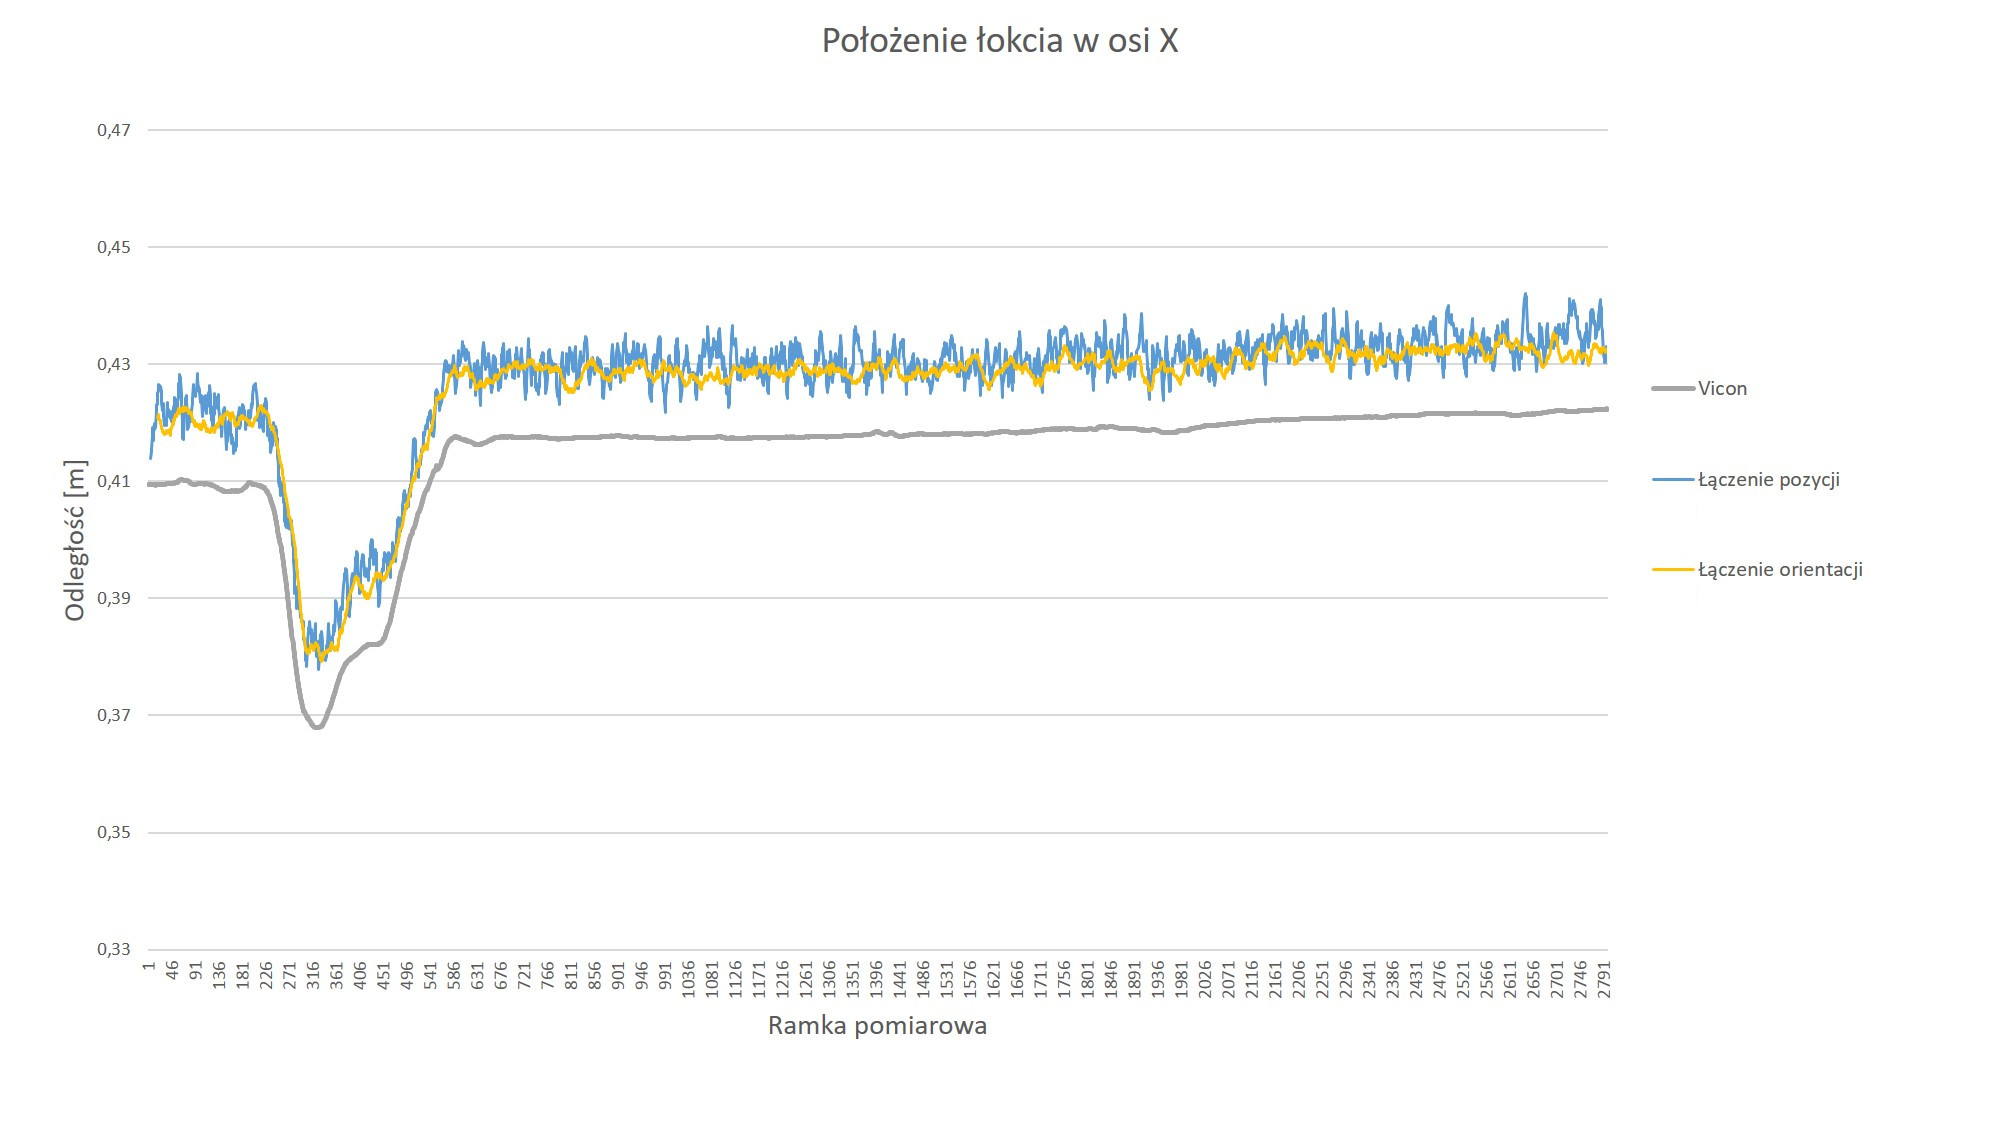 Położenie łokcia w osi X
0,47
0,45
0,43
0,41
0,39
0,37
0,35
0,33
Odległość [m]
1 46 91 136 181 226 271 316 361 406 451 496 541 586 631 676 721 766 811 856 901 946 991 1036 1081 1126 1171 1216 1261 1306 1351 1396 1441 1486 1531 1576 1621 1666 1711 1756 1801 1846 1891 1936 1981 2026 2071 2116 2161 2206 2251 2296 2341 2386 2431 2476 2521 2566 2611 2656 2701 2746 2791
Ramka pomiarowa
Vicon
Łączenie pozycji
Łączenie orientacji